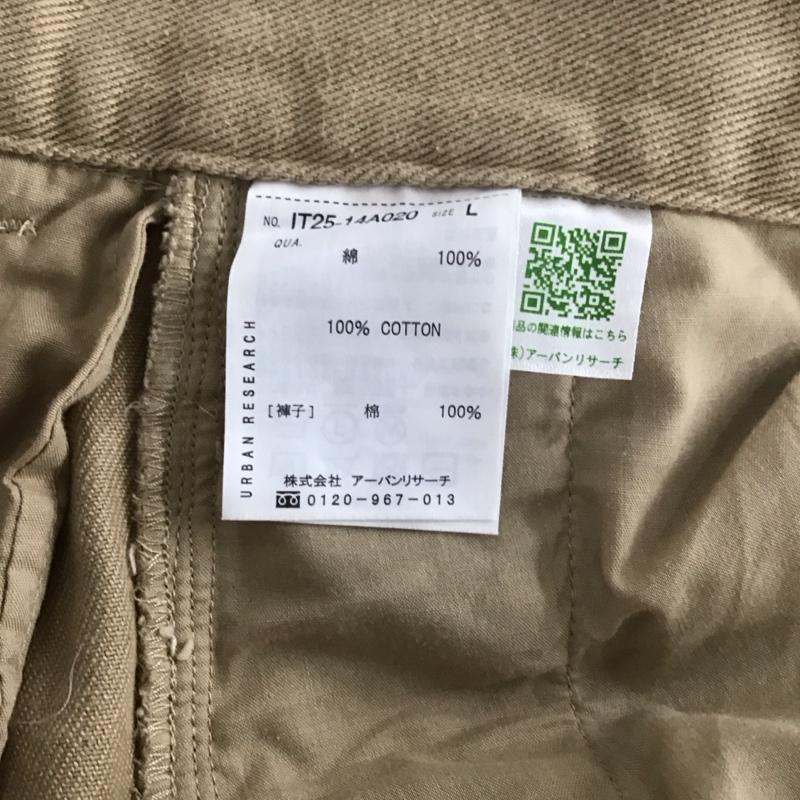 NO. IT25-14A020 SIZE L
QUA.
綿 100%
100% COTTON
[褲子] 棉 100%
URBAN RESEARCH
株式会社 アーバンリサーチ
0120-967-013
品の関連情報はこちら
株)アーバンリサーチ